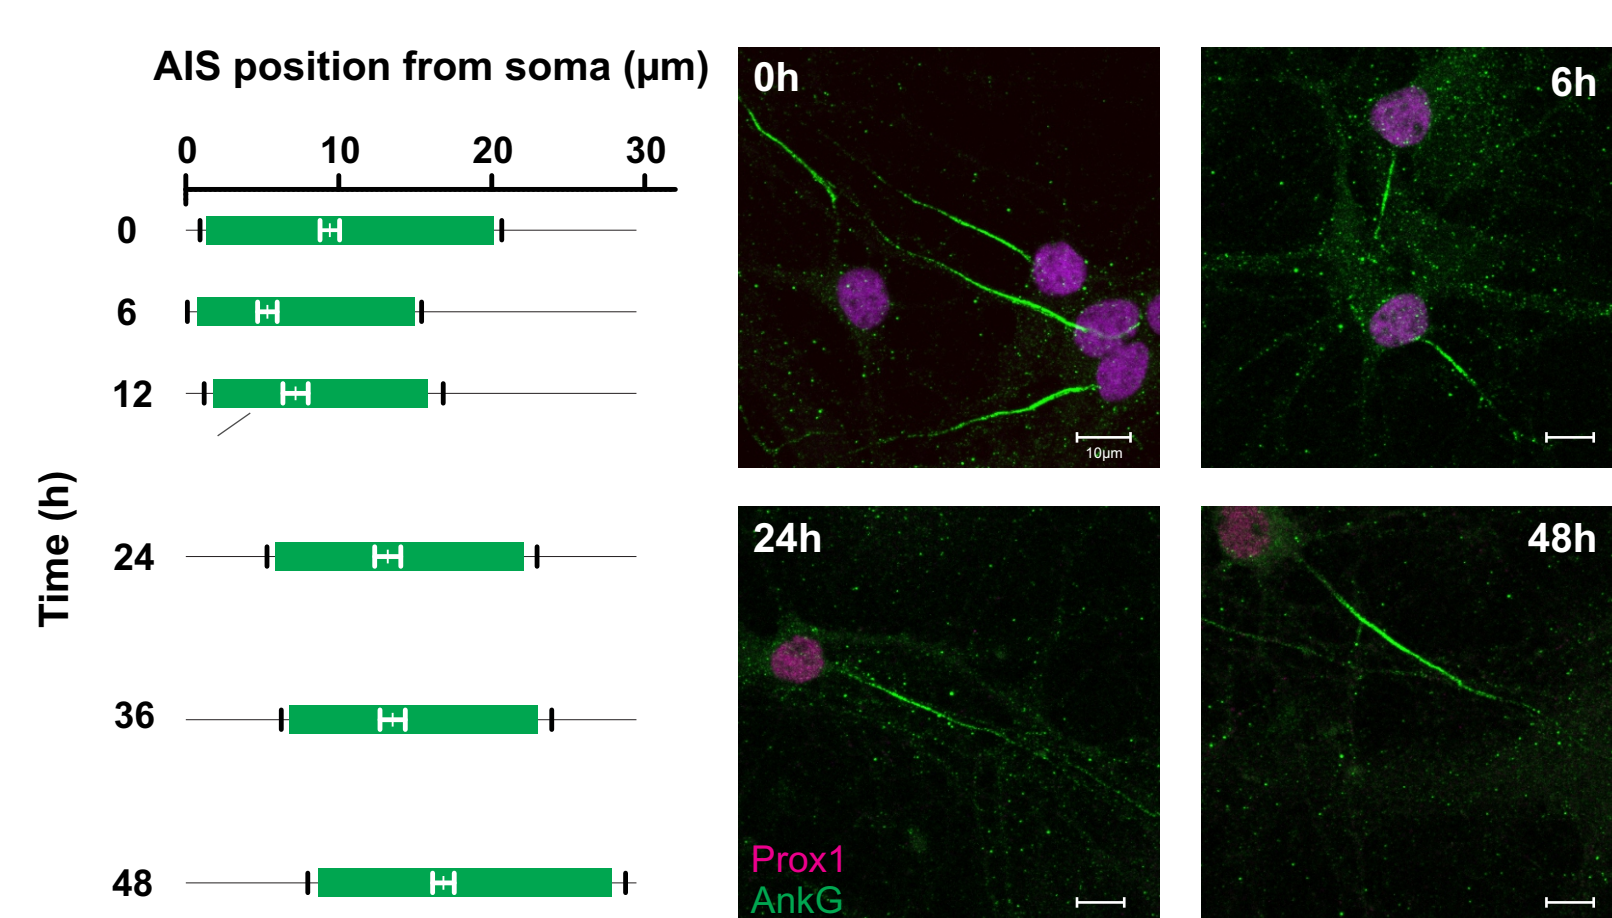 AIS position from soma (µm)
0 10 20 30
0
6
12
24
36
48
Time (h)
0h
10µm
6h
24h
Prox1
AnkG
48h